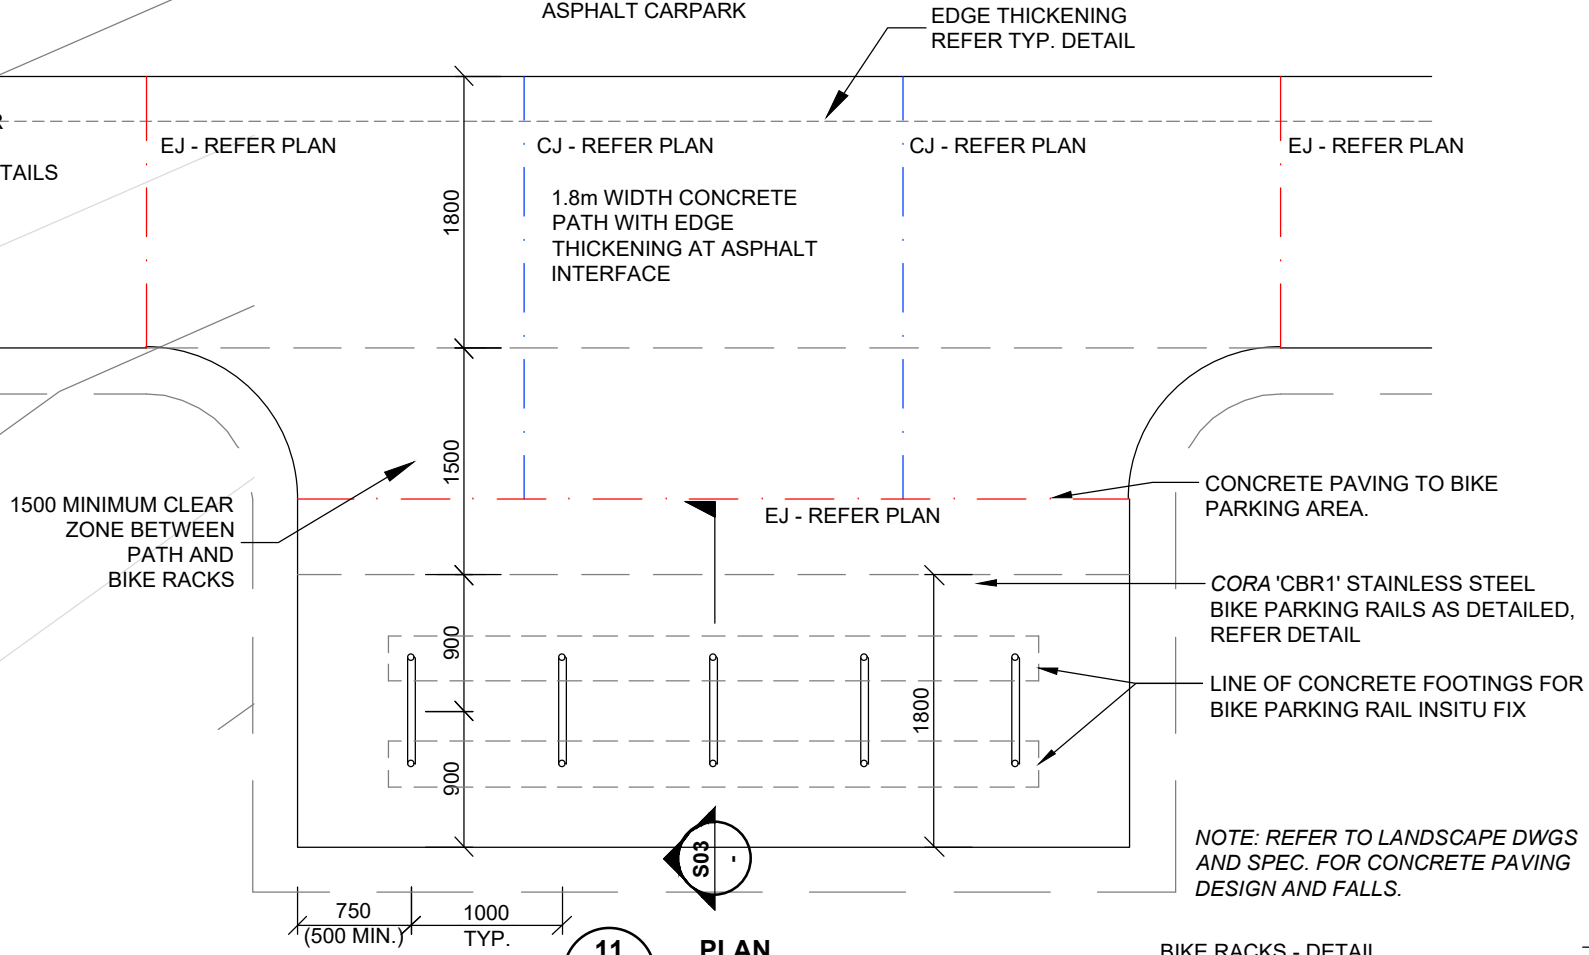 ASPHALT CARPARK
EDGE THICKENING
REFER TYP. DETAIL
R
TAILS
EJ - REFER PLAN
CJ - REFER PLAN
CJ - REFER PLAN
EJ - REFER PLAN
1800
1.8m WIDTH CONCRETE
PATH WITH EDGE
THICKENING AT ASPHALT
INTERFACE
1500
1500 MINIMUM CLEAR
ZONE BETWEEN
PATH AND
BIKE RACKS
EJ - REFER PLAN
CONCRETE PAVING TO BIKE
PARKING AREA.
CORA 'CBR1' STAINLESS STEEL
BIKE PARKING RAILS AS DETAILED,
REFER DETAIL
900
1800
LINE OF CONCRETE FOOTINGS FOR
BIKE PARKING RAIL INSITU FIX
900
S03
-
NOTE: REFER TO LANDSCAPE DWGS
AND SPEC. FOR CONCRETE PAVING
DESIGN AND FALLS.
750
(500 MIN.)
1000
TYP.
11
PLAN
BIKE RACKS - DETAIL